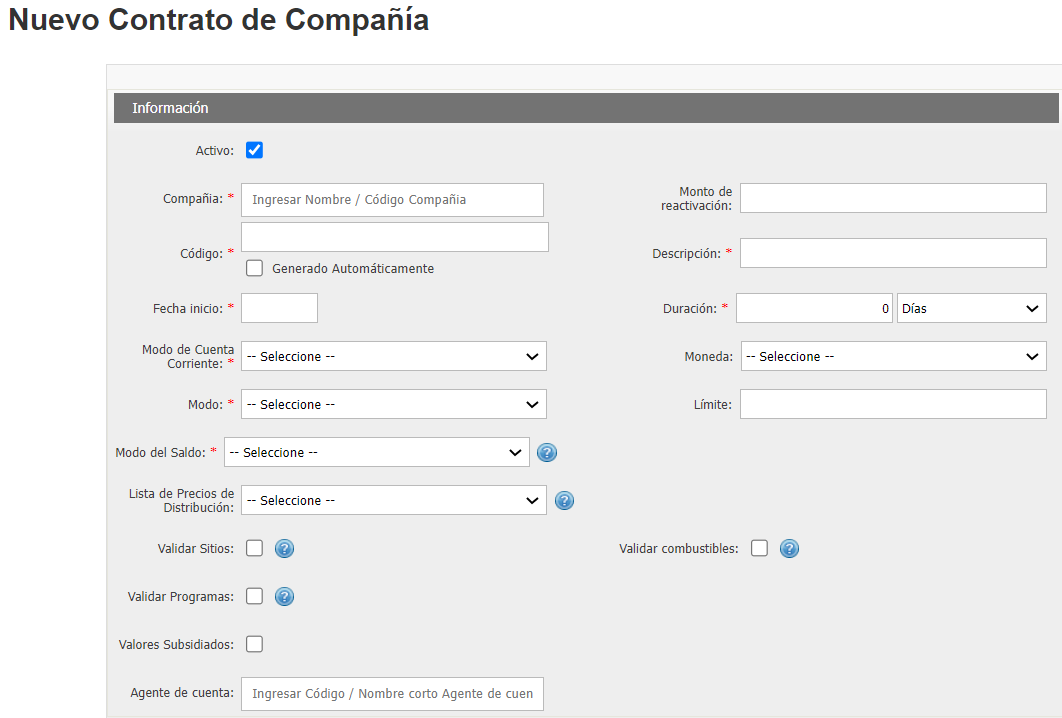 Nuevo Contrato de Compañía
Información
Activo:
Compañia: *
Ingresar Nombre / Código Compañia
Monto de
reactivación:
Código: *
Generado Automáticamente
Descripción: *
Fecha inicio: *
Duración: *
0
Días
Modo de Cuenta
Corriente: *
-- Seleccione --
Moneda:
-- Seleccione --
Modo: *
-- Seleccione --
Límite:
Modo del Saldo: *
-- Seleccione --
?
Lista de Precios de
Distribución:
-- Seleccione --
?
Validar Sitios:
?
Validar combustibles:
?
Validar Programas:
?
Valores Subsidiados:
Agente de cuenta:
Ingresar Código / Nombre corto Agente de cuen